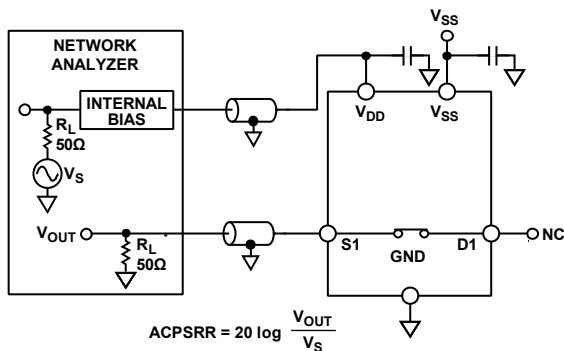 NETWORK
ANALYZER
INTERNAL
BIAS
RL
50Ω
VS
VOUT
RL
50Ω
VSS
VDD
VSS
S1
GND
D1
NC
ACPSRR = 20 log VOUT
VS